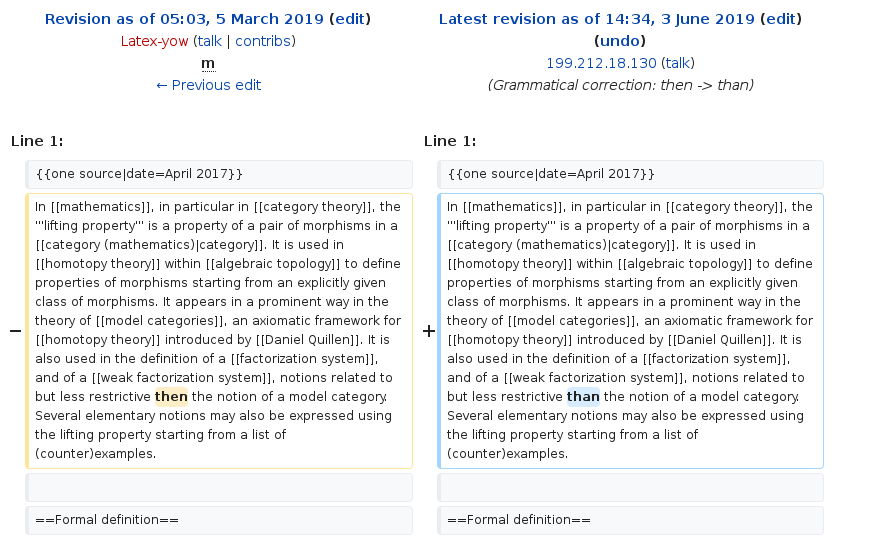 Revision as of 05:03, 5 March 2019 (edit)
Latex-yow (talk | contribs)
m
← Previous edit
Line 1:
{{one source|date=April 2017}}
In [[mathematics]], in particular in [[category theory]], the
'''lifting property''' is a property of a pair of morphisms in a
[[category (mathematics)|category]]. It is used in
[[homotopy theory]] within [[algebraic topology]] to define
properties of morphisms starting from an explicitly given
class of morphisms. It appears in a prominent way in the
theory of [[model categories]], an axiomatic framework for
[[homotopy theory]] introduced by [[Daniel Quillen]]. It is
also used in the definition of a [[factorization system]],
and of a [[weak factorization system]], notions related to
but less restrictive then the notion of a model category.
Several elementary notions may also be expressed using
the lifting property starting from a list of
(counter)examples.
==Formal definition==
Latest revision as of 14:34, 3 June 2019 (edit)
(undo)
199.212.18.130 (talk)
(Grammatical correction: then -> than)
Line 1:
{{one source|date=April 2017}}
In [[mathematics]], in particular in [[category theory]], the
'''lifting property''' is a property of a pair of morphisms in a
[[category (mathematics)|category]]. It is used in
[[homotopy theory]] within [[algebraic topology]] to define
properties of morphisms starting from an explicitly given
class of morphisms. It appears in a prominent way in the
theory of [[model categories]], an axiomatic framework for
[[homotopy theory]] introduced by [[Daniel Quillen]]. It is
also used in the definition of a [[factorization system]],
and of a [[weak factorization system]], notions related to
but less restrictive than the notion of a model category.
Several elementary notions may also be expressed using
the lifting property starting from a list of
(counter)examples.
==Formal definition==